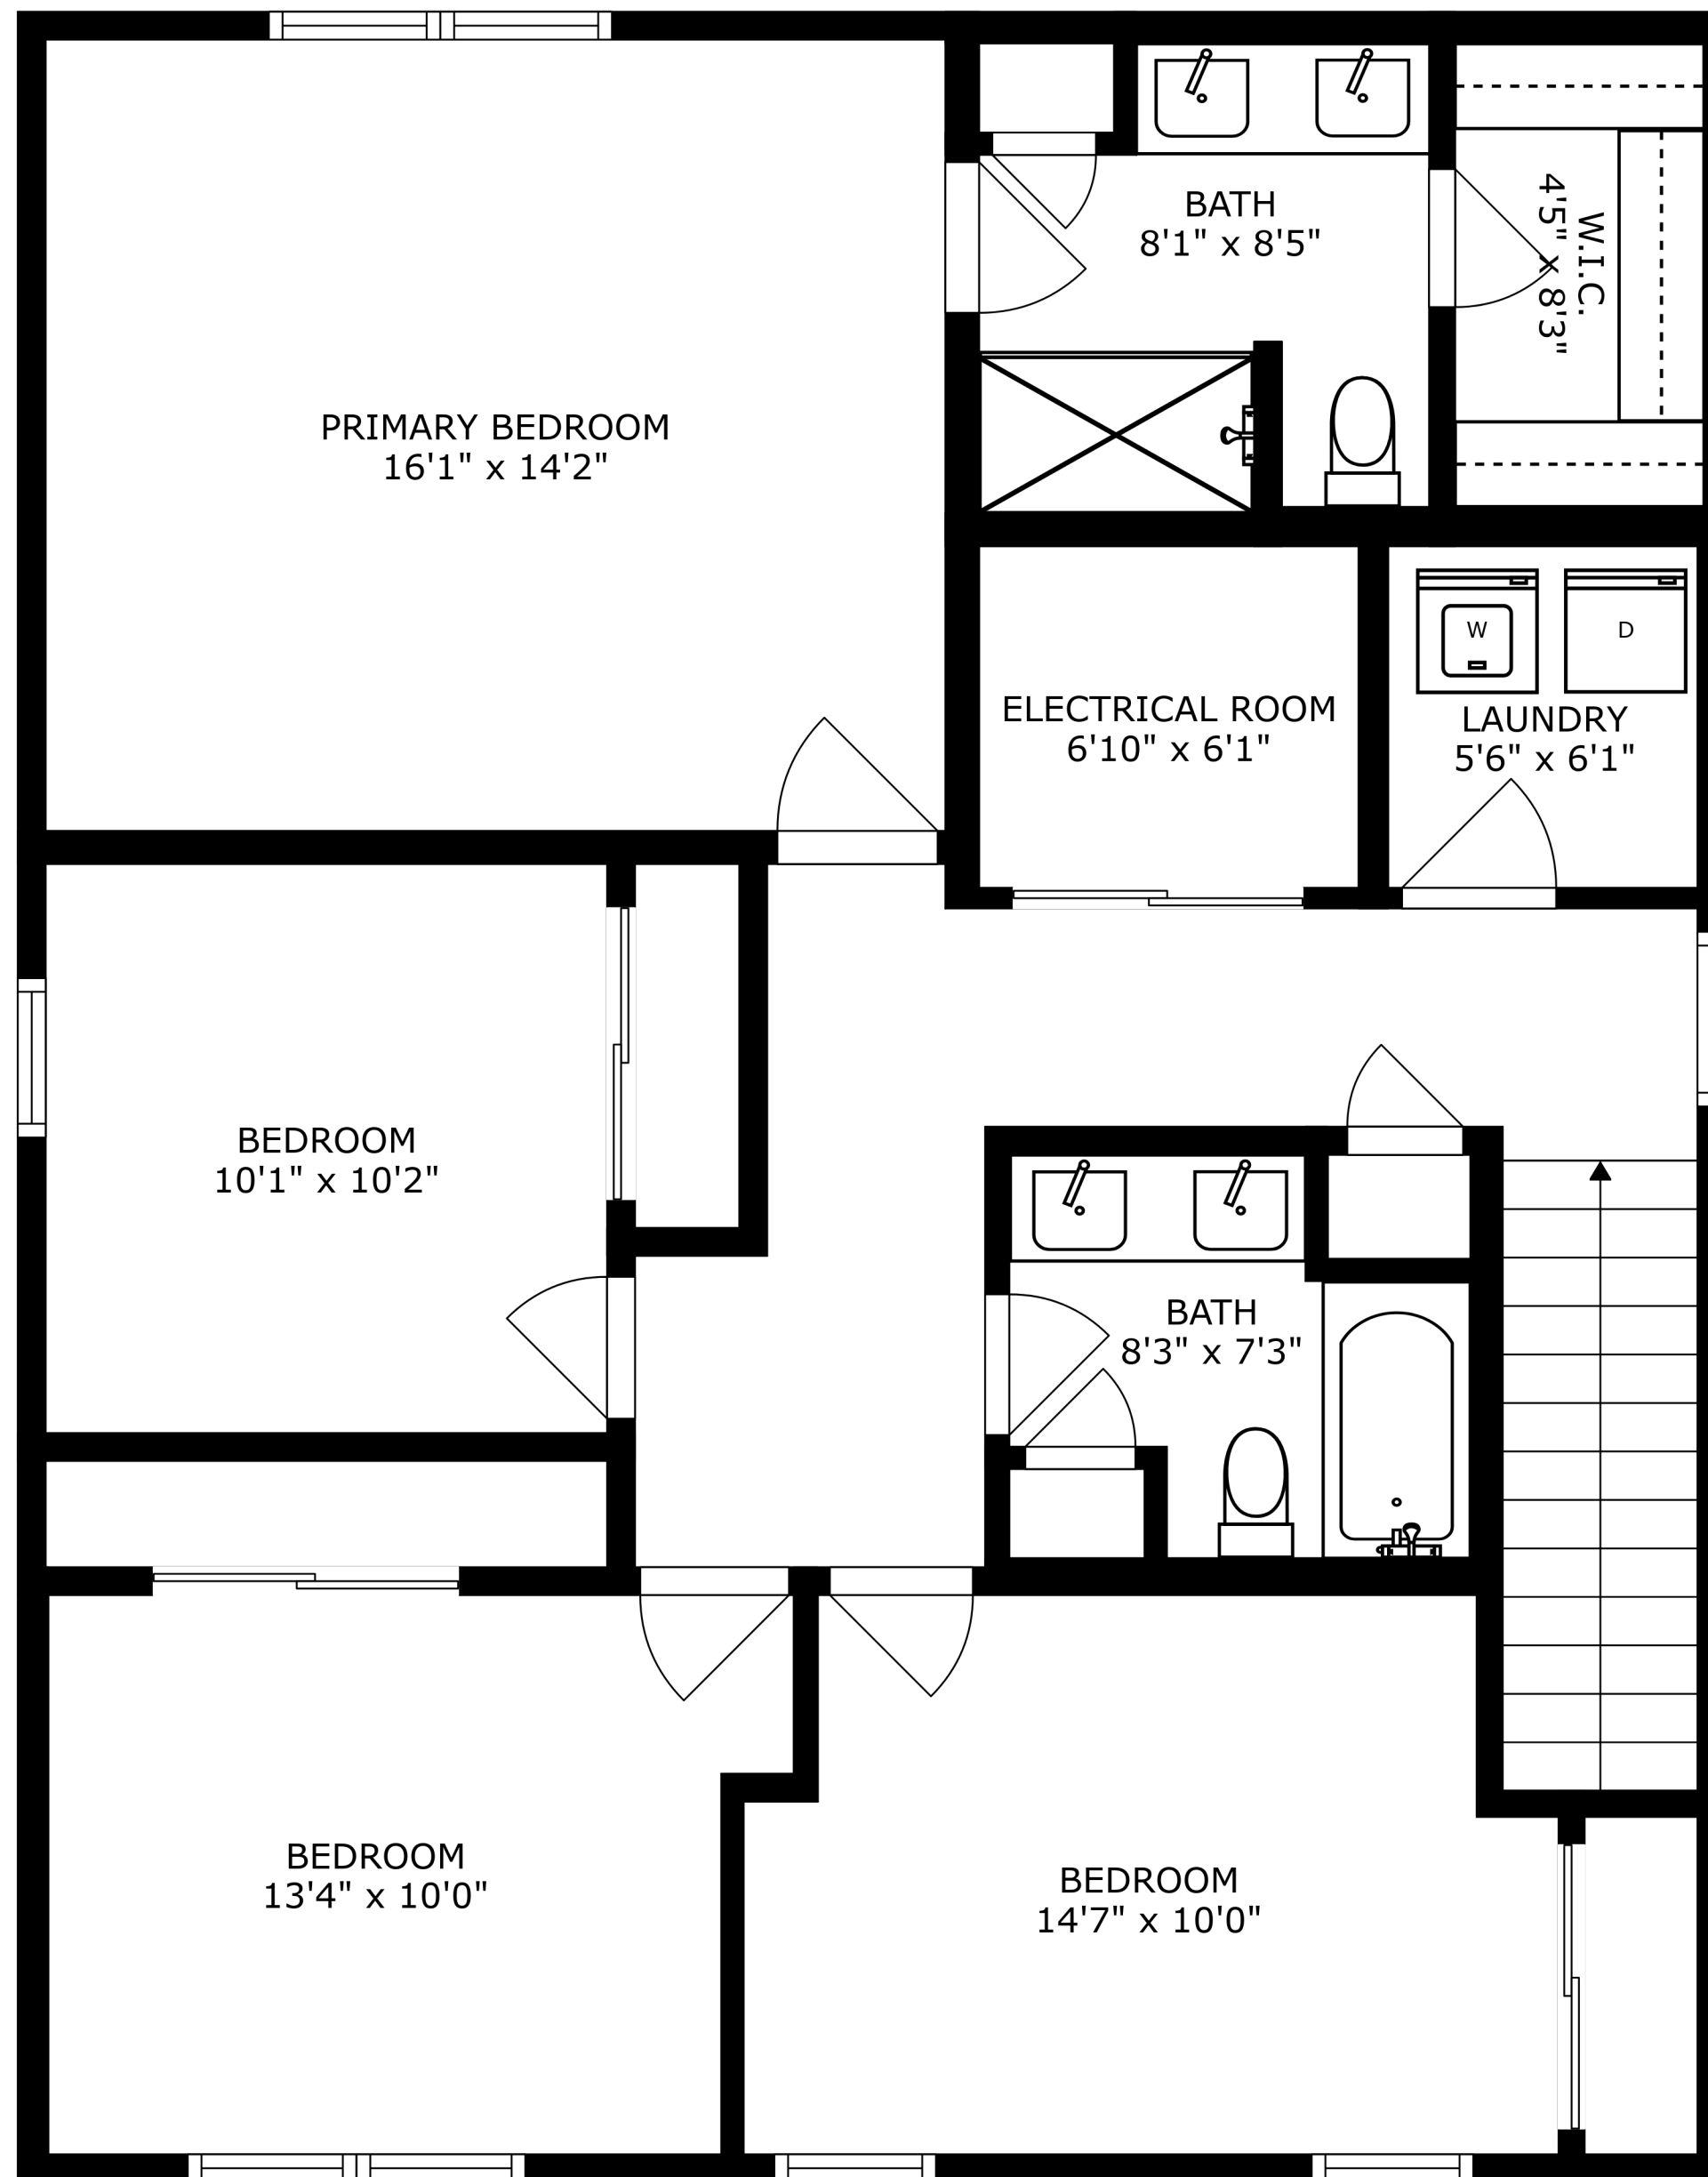 BATH
8'1" x 8'5"
W.I.C.
4'5" x 8'3"
PRIMARY BEDROOM
16'1" x 14'2"
W
D
ELECTRICAL ROOM
6'10" x 6'1"
LAUNDRY
5'6" x 6'1"
BEDROOM
10'1" x 10'2"
BATH
8'3" x 7'3"
BEDROOM
13'4" x 10'0"
BEDROOM
14'7" x 10'0"